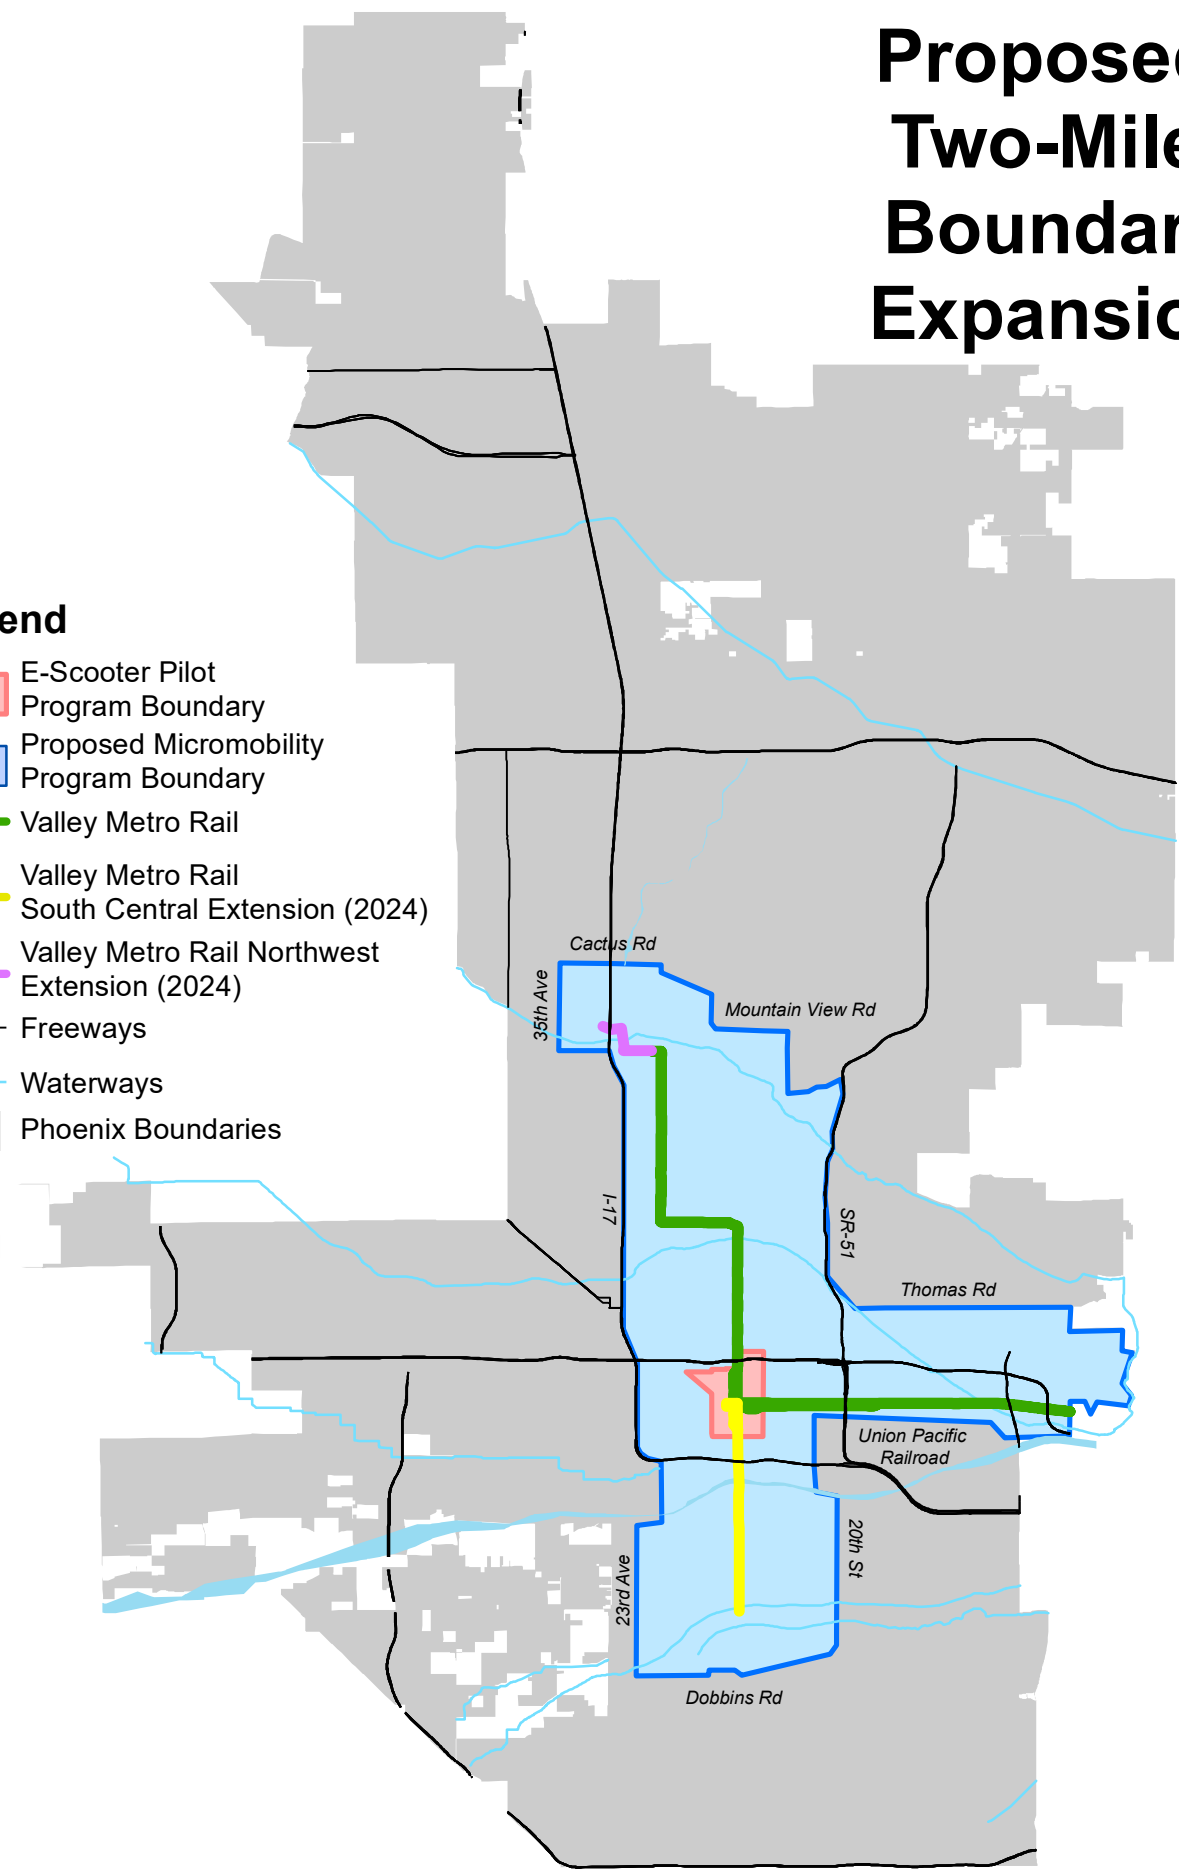 Propose
Two-Mile
Boundar
Expansio
end
E-Scooter Pilot
Program Boundary
Proposed Micromobility
Program Boundary
Valley Metro Rail
Valley Metro Rail
South Central Extension (2024)
Valley Metro Rail Northwest
Extension (2024)
Freeways
Waterways
Phoenix Boundaries
Cactus Rd
35th Ave
Mountain View Rd
I-17
SR-51
Thomas Rd
Union Pacific
Railroad
20th St
23rd Ave
Dobbins Rd